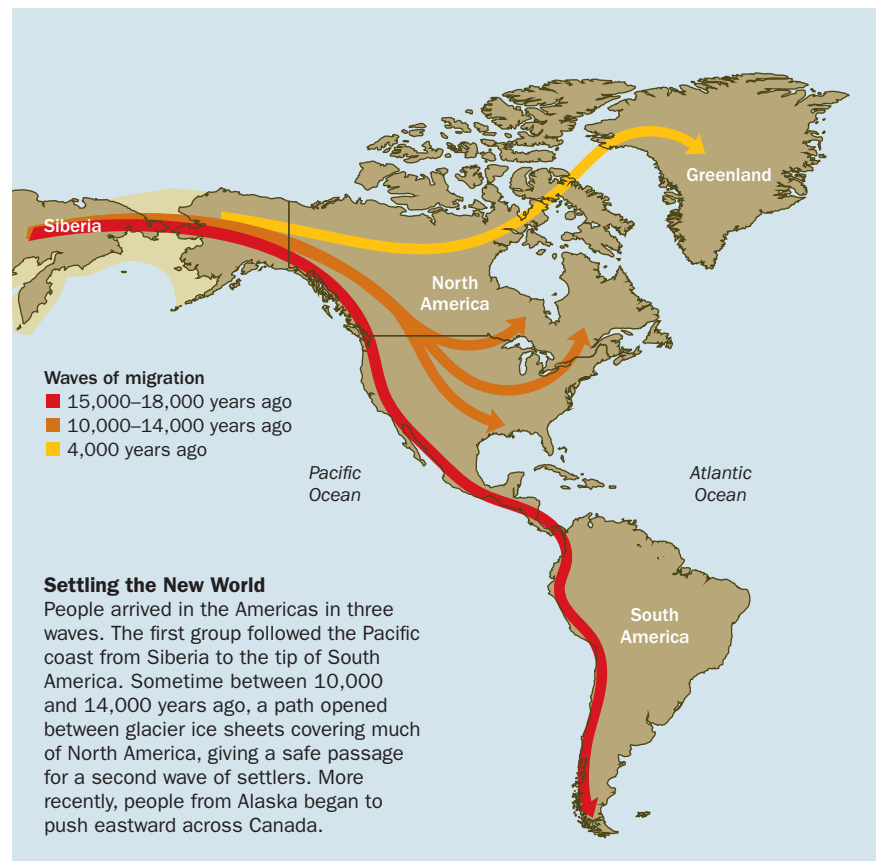 Greenland
Siberia
North
America
Waves of migration
15,000–18,000 years ago
10,000–14,000 years ago
4,000 years ago
Pacific
Ocean
Atlantic
Ocean
Settling the New World
People arrived in the Americas in three
waves. The first group followed the Pacific
coast from Siberia to the tip of South
America. Sometime between 10,000
and 14,000 years ago, a path opened
between glacier ice sheets covering much
of North America, giving a safe passage
for a second wave of settlers. More
recently, people from Alaska began to
push eastward across Canada.
South
America